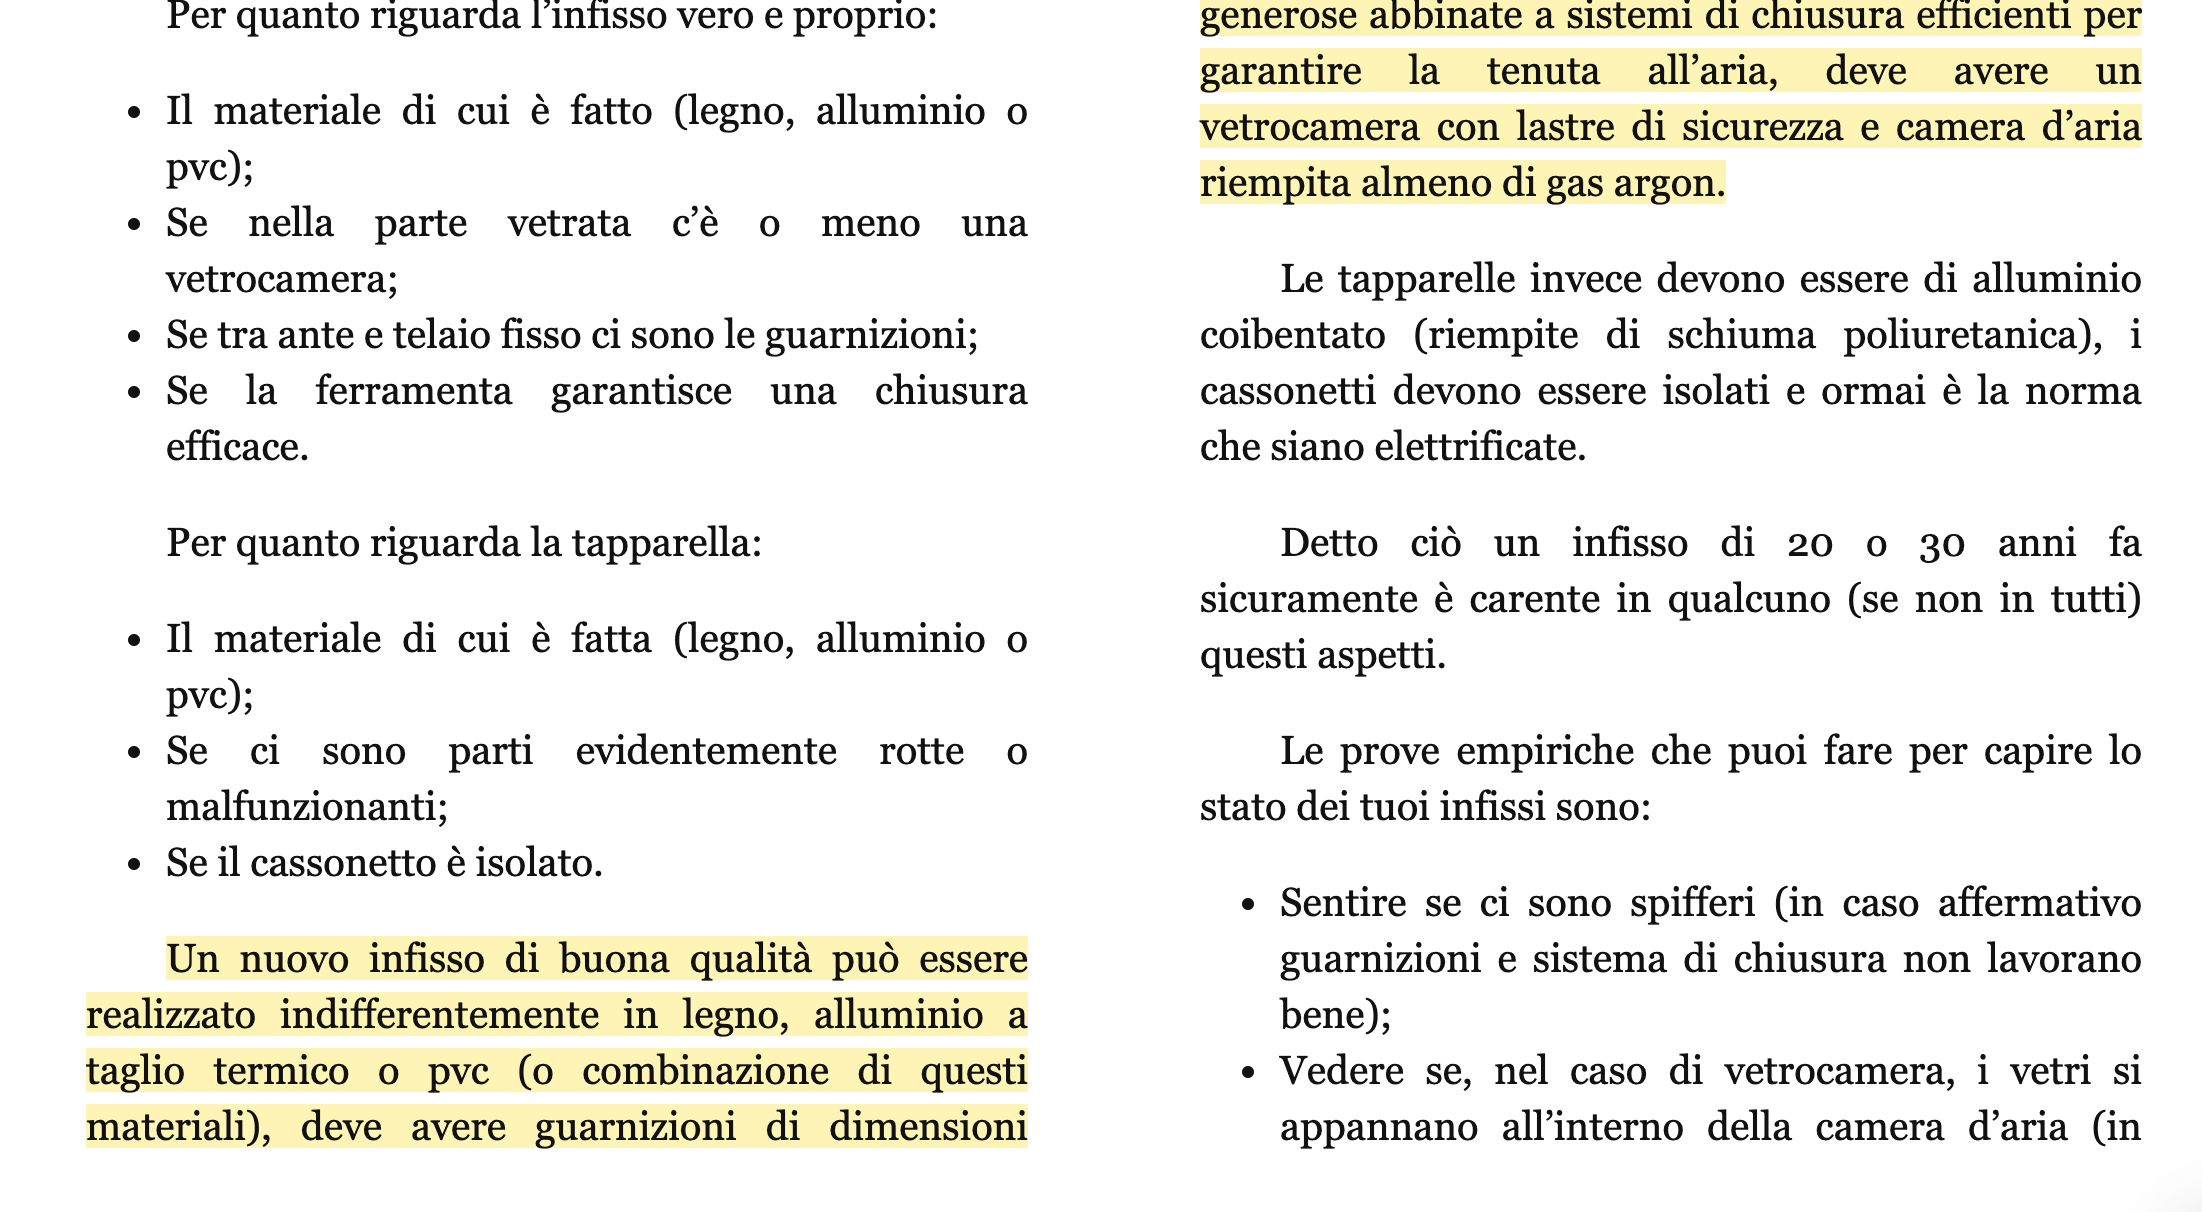 Per quanto riguarda l’infisso vero e proprio:
• Il materiale di cui è fatto (legno, alluminio o
pvc);
• Se nella parte vetrata c’è o meno una
vetrocamera;
• Se tra ante e telaio fisso ci sono le guarnizioni;
• Se la ferramenta garantisce una chiusura
efficace.
Per quanto riguarda la tapparella:
• Il materiale di cui è fatta (legno, alluminio o
pvc);
• Se ci sono parti evidentemente rotte o
malfunzionanti;
• Se il cassonetto è isolato.
Un nuovo infisso di buona qualità può essere
realizzato indifferentemente in legno, alluminio a
taglio termico o pvc (o combinazione di questi
materiali), deve avere guarnizioni di dimensioni
generose abbinate a sistemi di chiusura efficienti per
garantire la tenuta all’aria, deve avere un
vetrocamera con lastre di sicurezza e camera d’aria
riempita almeno di gas argon.
Le tapparelle invece devono essere di alluminio
coibentato (riempite di schiuma poliuretanica), i
cassonetti devono essere isolati e ormai è la norma
che siano elettrificate.
Detto ciò un infisso di 20 o 30 anni fa
sicuramente è carente in qualcuno (se non in tutti)
questi aspetti.
Le prove empiriche che puoi fare per capire lo
stato dei tuoi infissi sono:
• Sentire se ci sono spifferi (in caso affermativo
guarnizioni e sistema di chiusura non lavorano
bene);
• Vedere se, nel caso di vetrocamera, i vetri si
appannano all’interno della camera d’aria (in